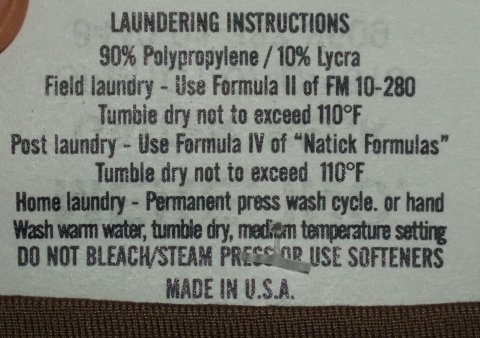 LAUNDERING INSTRUCTIONS
90% Polypropylene / 10% Lycra
Field laundry - Use Formula II of FM 10-280
Tumble dry not to exceed 110°F
Post laundry - Use Formula IV of "Natick Formulas"
Tumble dry not to exceed 110°F
Home laundry - Permanent press wash cycle. or hand
Wash warm water, tumble dry, medium temperature setting
DO NOT BLEACH/STEAM PRESS OR USE SOFTENERS
MADE IN U.S.A.